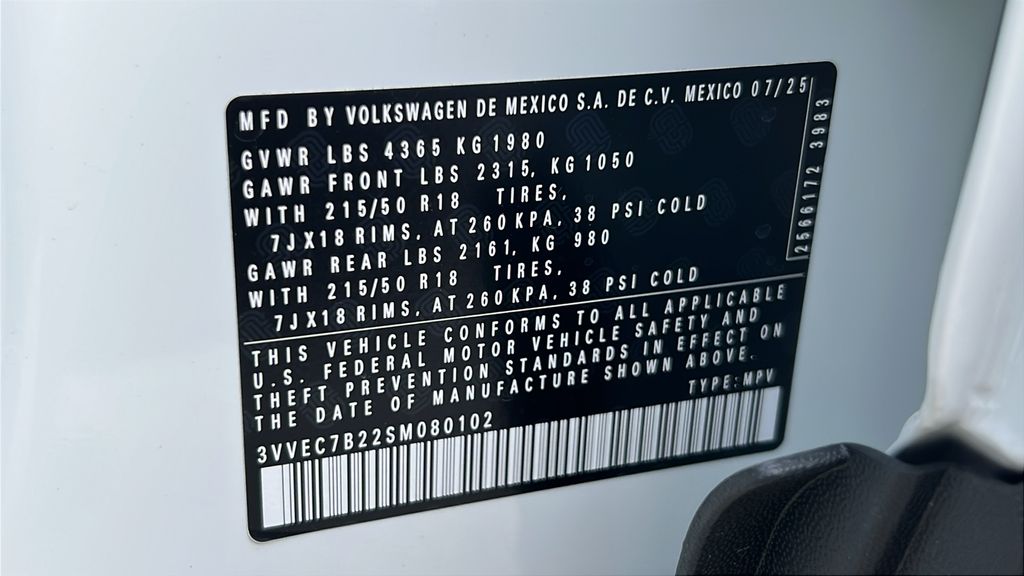 MFD BY VOLKSWAGEN DE MEXICO S.A. DE C.V. MEXICO 07/25
GVWR LBS 4365 KG 1980
GAWR FRONT LBS 2315, KG 1050
WITH 215/50 R18 TIRES,
7JX18 RIMS, AT 260 KPA, 38 PSI COLD
GAWR REAR LBS 2161, KG 980
WITH 215/50 R18 TIRES,
7JX18 RIMS, AT 260 KPA, 38 PSI COLD
2566172 3983
THIS VEHICLE CONFORMS TO ALL APPLICABLE
U.S. FEDERAL MOTOR VEHICLE SAFETY AND
THEFT PREVENTION STANDARDS IN EFFECT ON
THE DATE OF MANUFACTURE SHOWN ABOVE.
3VVEC7B22SM080102 TYPE: MPV